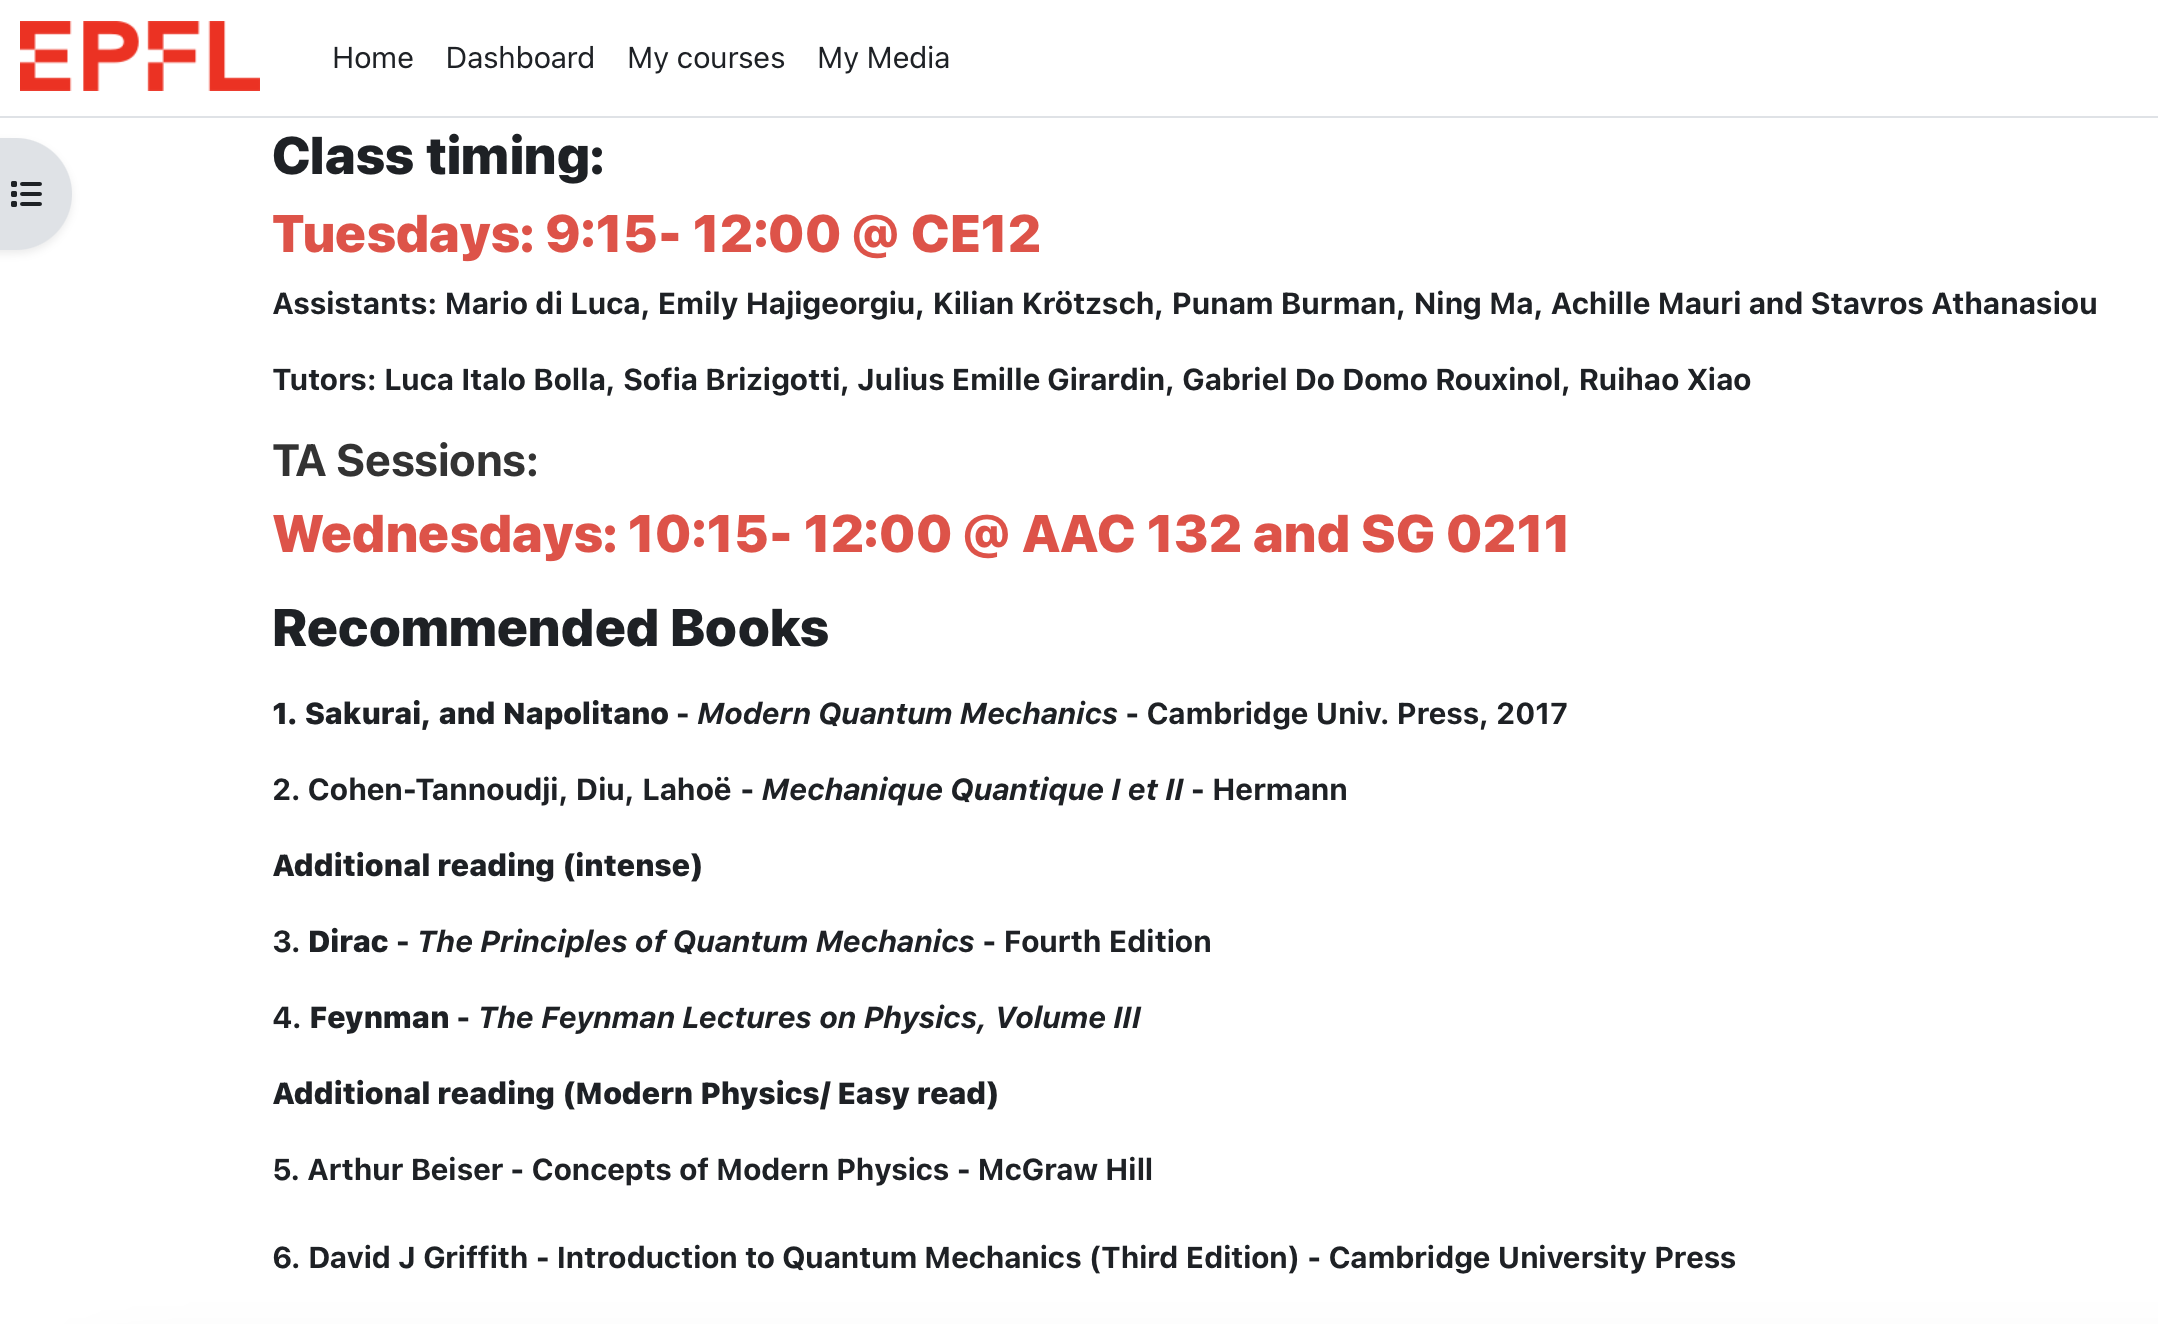 EPFL
Home Dashboard My courses My Media
Class timing:
Tuesdays: 9:15- 12:00 @ CE12
Assistants: Mario di Luca, Emily Hajigeorgiu, Kilian Krötzsch, Punam Burman, Ning Ma, Achille Mauri and Stavros Athanasiou
Tutors: Luca Italo Bolla, Sofia Brizigotti, Julius Emille Girardin, Gabriel Do Domo Rouxinol, Ruihao Xiao
TA Sessions:
Wednesdays: 10:15- 12:00 @ AAC 132 and SG 0211
Recommended Books
1. Sakurai, and Napolitano - Modern Quantum Mechanics - Cambridge Univ. Press, 2017
2. Cohen-Tannoudji, Diu, Lahoë - Mechanique Quantique I et II - Hermann
Additional reading (intense)
3. Dirac - The Principles of Quantum Mechanics - Fourth Edition
4. Feynman - The Feynman Lectures on Physics, Volume III
Additional reading (Modern Physics/ Easy read)
5. Arthur Beiser - Concepts of Modern Physics - McGraw Hill
6. David J Griffith - Introduction to Quantum Mechanics (Third Edition) - Cambridge University Press